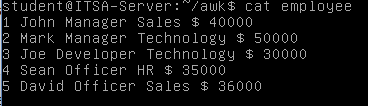 student@ITSA-Server:~/awk$ cat employee
1 John Manager Sales $ 40000
2 Mark Manager Technology $ 50000
3 Joe Developer Technology $ 30000
4 Sean Officer HR $ 35000
5 David Officer Sales $ 36000